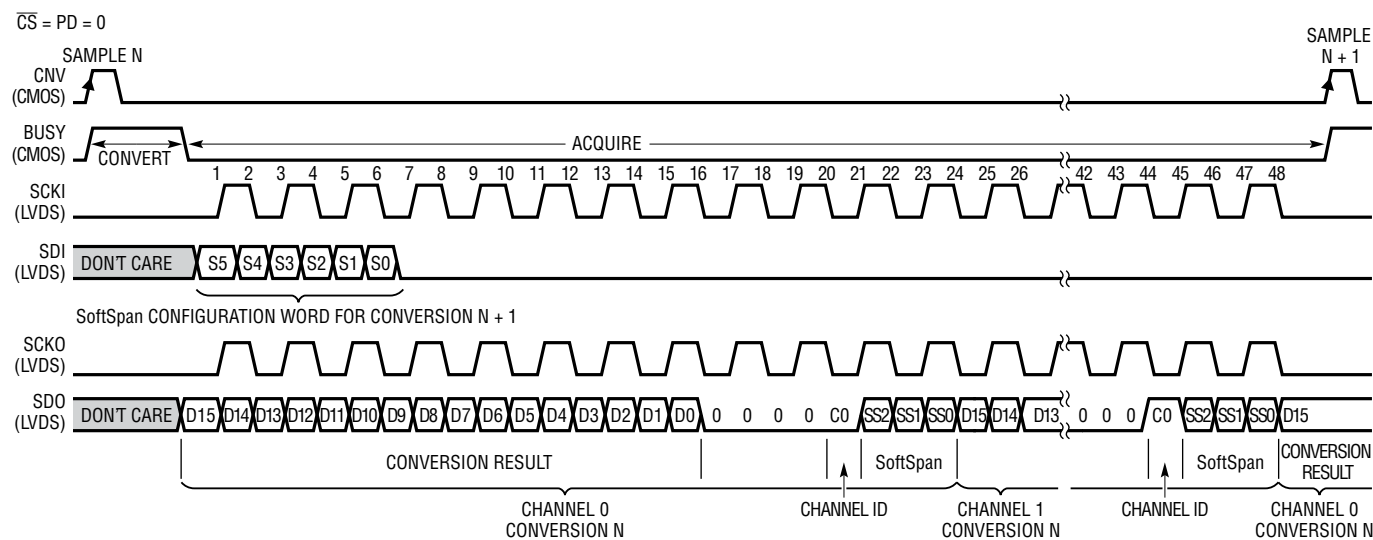 CS = PD = 0
SAMPLE N
SAMPLE
N + 1
CNV
(CMOS)
BUSY
(CMOS)
CONVERT
ACQUIRE
1 2 3 4 5 6 7 8 9 10 11 12 13 14 15 16 17 18 19 20 21 22 23 24 25 26 42 43 44 45 46 47 48
SCKI
(LVDS)
SDI
(LVDS)
DON'T CARE S5 S4 S3 S2 S1 S0
SoftSpan CONFIGURATION WORD FOR CONVERSION N + 1
SCKO
(LVDS)
SDO
(LVDS)
DON'T CARE D15 D14 D13 D12 D11 D10 D9 D8 D7 D6 D5 D4 D3 D2 D1 D0 0 0 0 0 C0 SS2 SS1 SS0 D15 D14 D13 0 0 0 C0 SS2 SS1 SS0 D15
CONVERSION RESULT
SoftSpan
SoftSpan
CONVERSION
RESULT
CHANNEL 0
CONVERSION N
CHANNEL ID
CHANNEL 1
CONVERSION N
CHANNEL ID
CHANNEL 0
CONVERSION N